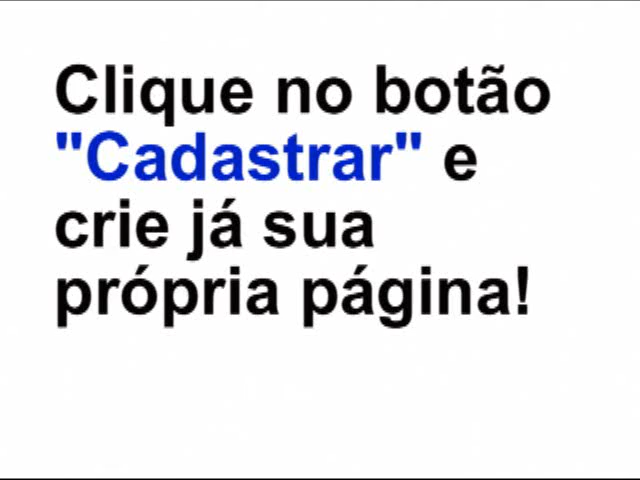 Clique no botão
"Cadastrar" e
crie já sua
própria página!